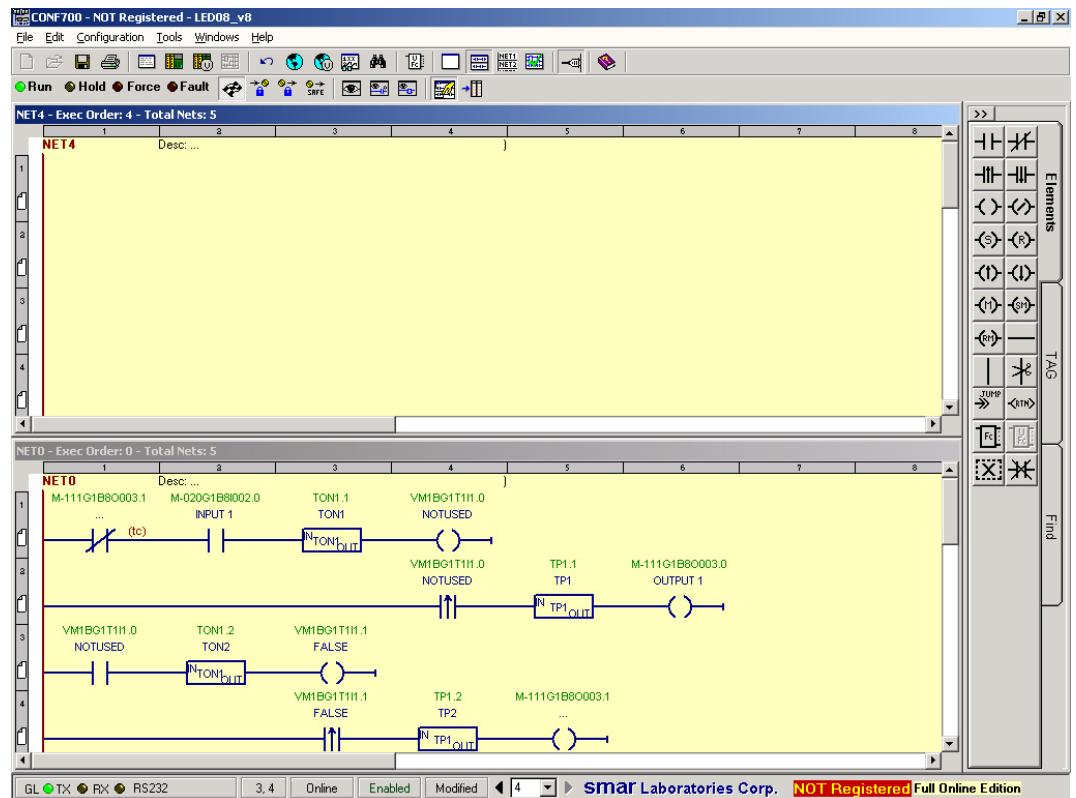 CONF700 - NOT Registered - LED08_v8
File Edit Configuration Tools Windows Help
Run Hold Force Fault SAFE
NET4 - Exec Order: 4 - Total Nets: 5
1 2 3 4 5 6 7 8
NET4 Desc: ... )
1
2
3
4
NET0 - Exec Order: 0 - Total Nets: 5
1 2 3 4 5 6 7 8
NET0 Desc: ... )
1
M-111G1B8O003.1 M-020G1B8I002.0 TON1.1 VM1BG1T1I1.0
... INPUT 1 TON1 NOTUSED
(tc) IN TON1 OUT
2
VM1BG1T1I1.0 TP1.1 M-111G1B8O003.0
NOTUSED TP1 OUTPUT 1
IN TP1 OUT
3
VM1BG1T1I1.0 TON1.2 VM1BG1T1I1.1
NOTUSED TON2 FALSE
IN TON1 OUT
4
VM1BG1T1I1.1 TP1.2 M-111G1B8O003.1
FALSE TP2 ...
IN TP1 OUT
>>
(S) (R)
(M) (SM)
(RM)
JUMP
<RTN>
Fc
U Fc
Elements
TAG
Find
GL TX RX RS232 3, 4 Online Enabled Modified 4 smar Laboratories Corp. NOT Registered Full Online Edition